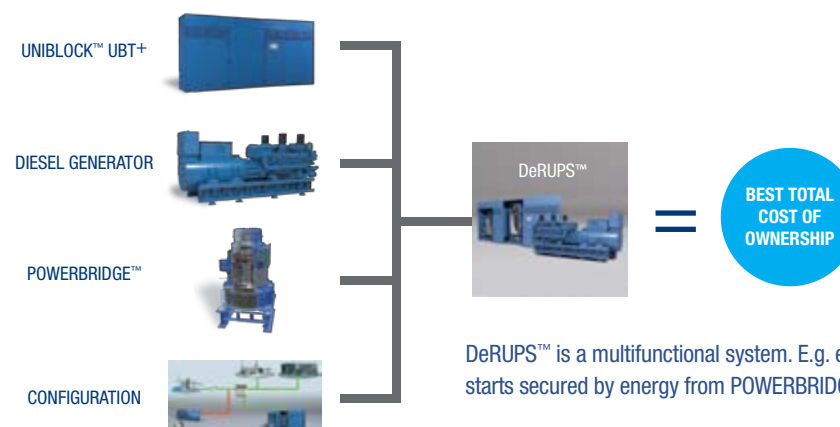 UNIBLOCK™ UBT+
DIESEL GENERATOR
POWERBRIDGE™
CONFIGURATION
DeRUPS™
=
BEST TOTAL
COST OF
OWNERSHIP
DeRUPS™ is a multifunctional system. E.g.
starts secured by energy from